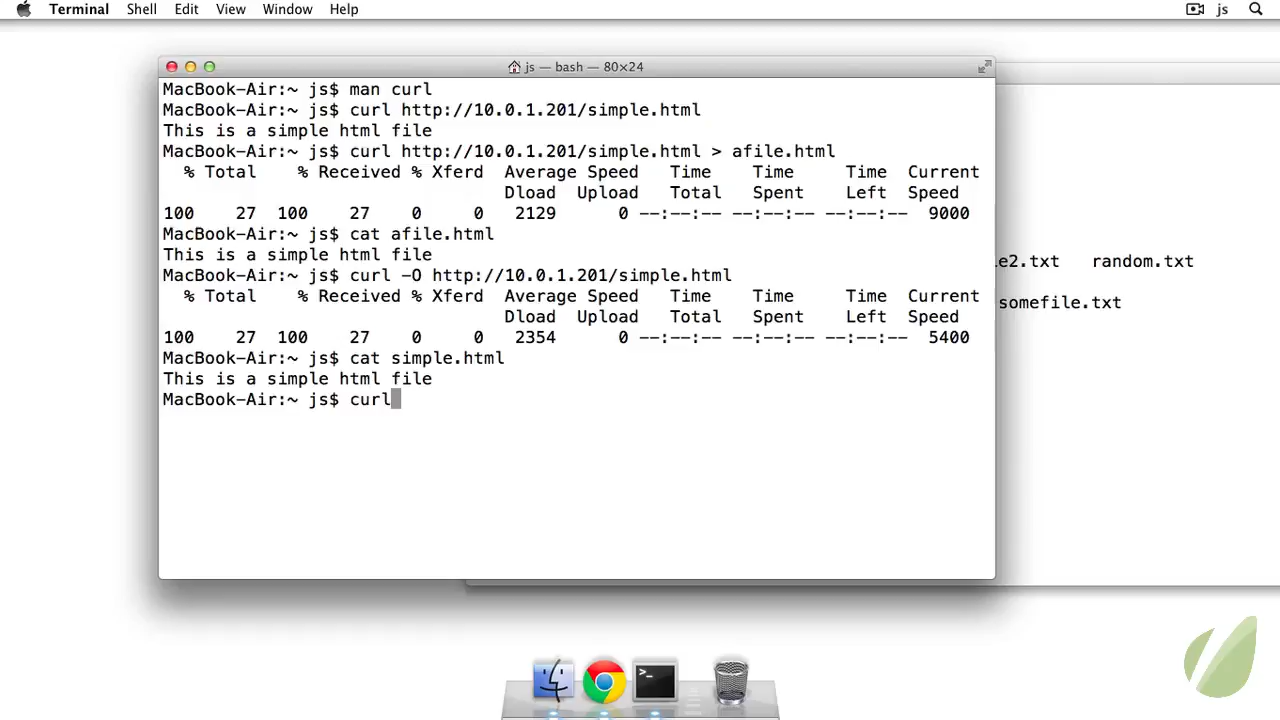 Terminal Shell Edit View Window Help js
js — bash — 80×24
MacBook-Air:~ js$ man curl
MacBook-Air:~ js$ curl http://10.0.1.201/simple.html
This is a simple html file
MacBook-Air:~ js$ curl http://10.0.1.201/simple.html > afile.html
% Total % Received % Xferd Average Speed Time Time Time Current
Dload Upload Total Spent Left Speed
100 27 100 27 0 0 2129 0 --:--:-- --:--:-- --:--:-- 9000
MacBook-Air:~ js$ cat afile.html
This is a simple html file
MacBook-Air:~ js$ curl -O http://10.0.1.201/simple.html
% Total % Received % Xferd Average Speed Time Time Time Current
Dload Upload Total Spent Left Speed
100 27 100 27 0 0 2354 0 --:--:-- --:--:-- --:--:-- 5400
MacBook-Air:~ js$ cat simple.html
This is a simple html file
MacBook-Air:~ js$ curl
le2.txt random.txt
somefile.txt